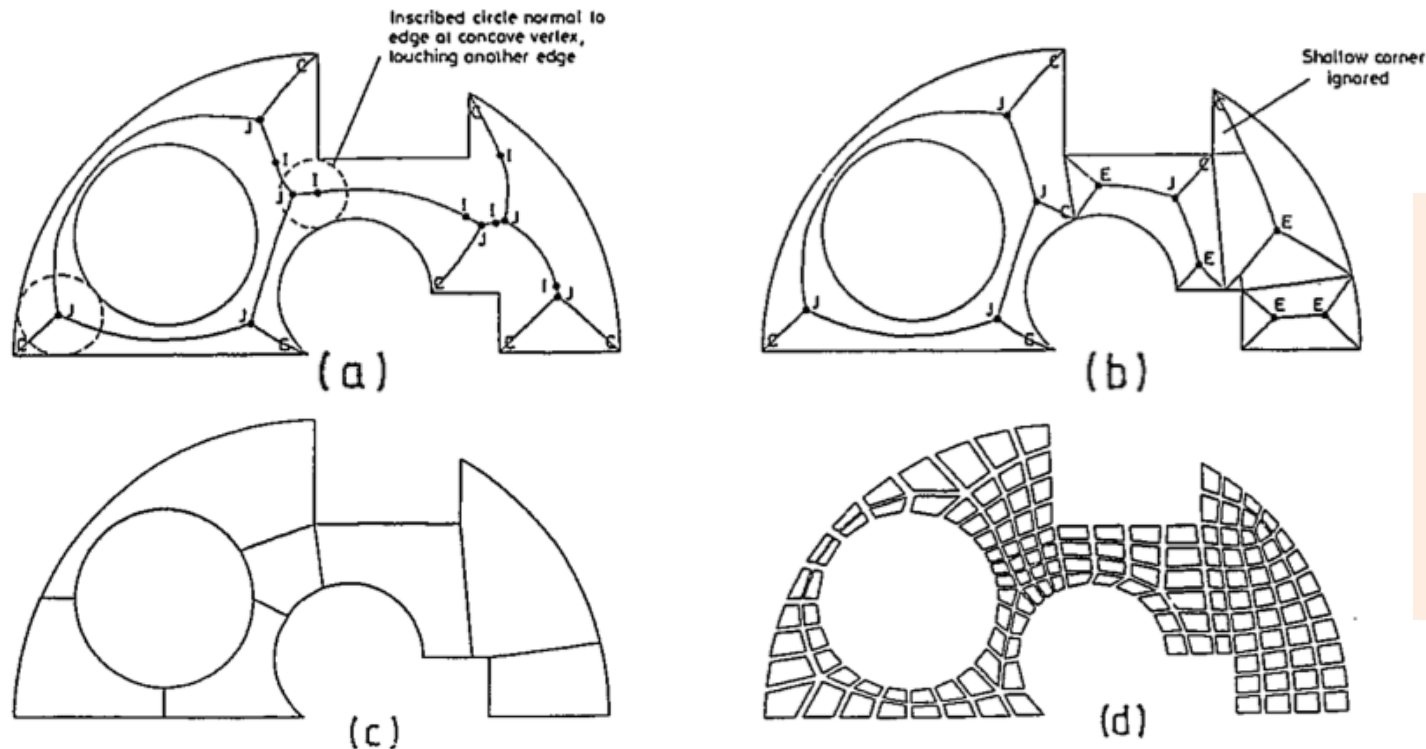 Inscribed circle normal to
edge at concave vertex,
touching another edge
C
C
J
I
I
I
J
I
I
J
J
C
I
J
J
J
C
C
C
C
(a)
Shallow corner
ignored
C
C
J
C
E
J
J
C
E
E
J
J
E
E
C
C
(b)
(c)
(d)